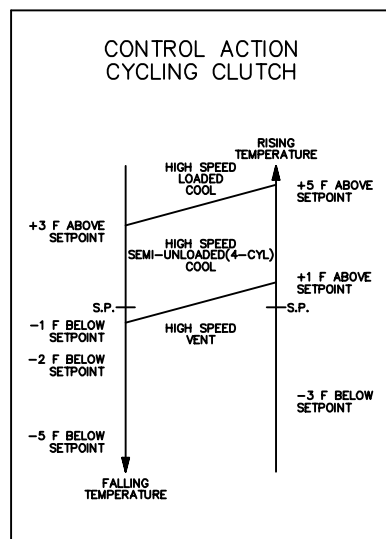 CONTROL ACTION
CYCLING CLUTCH
RISING
TEMPERATURE
HIGH SPEED
LOADED
COOL
+5 F ABOVE
SETPOINT
+3 F ABOVE
SETPOINT
HIGH SPEED
SEMI-UNLOADED(4-CYL)
COOL
+1 F ABOVE
SETPOINT
S.P.
S.P.
-1 F BELOW
SETPOINT
HIGH SPEED
VENT
-2 F BELOW
SETPOINT
-3 F BELOW
SETPOINT
-5 F BELOW
SETPOINT
FALLING
TEMPERATURE